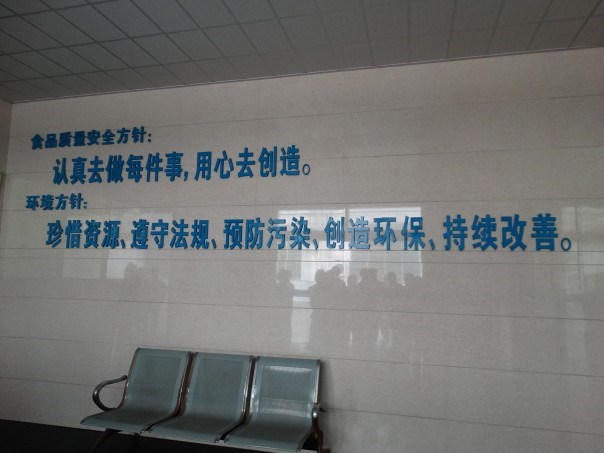 食品质量安全方针:
认真去做每件事,用心去创造。
环境方针:
珍惜资源、遵守法规、预防污染、创造环保、持续改善。